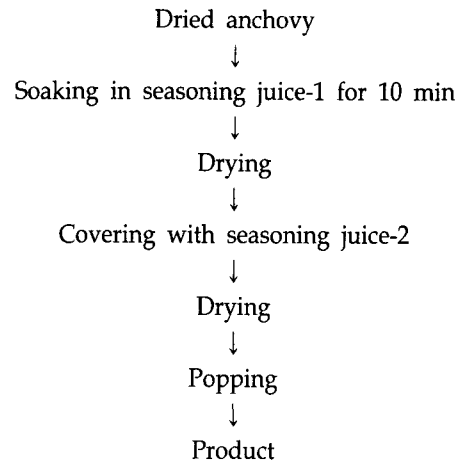 Dried anchovy
↓
Soaking in seasoning juice-1 for 10 min
↓
Drying
↓
Covering with seasoning juice-2
↓
Drying
↓
Popping
↓
Product